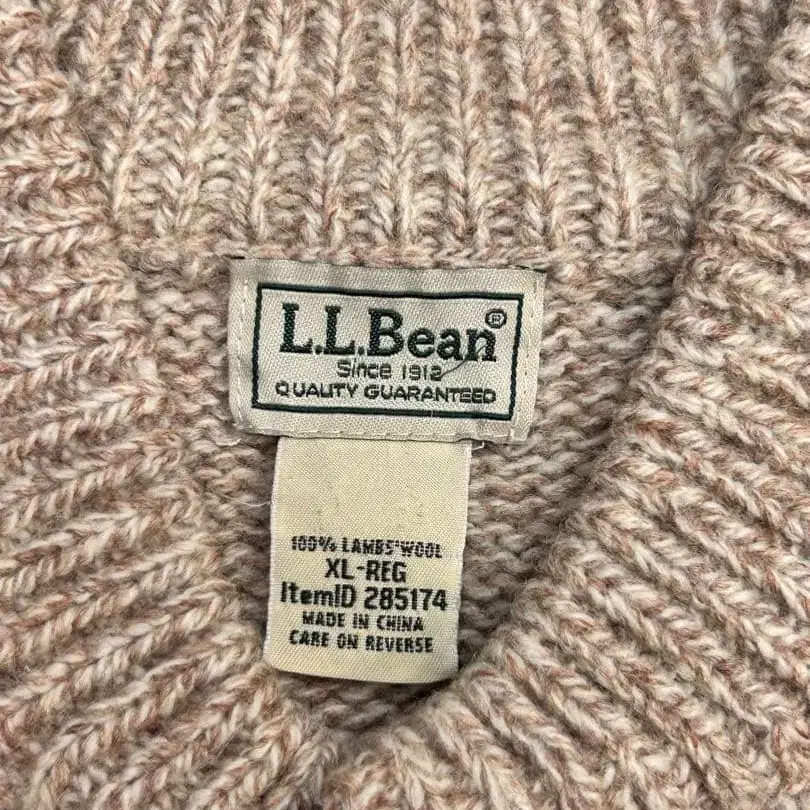 L.L.Bean®
Since 1912
QUALITY GUARANTEED
100% LAMBS'WOOL
XL-REG
ItemID 285174
MADE IN CHINA
CARE ON REVERSE